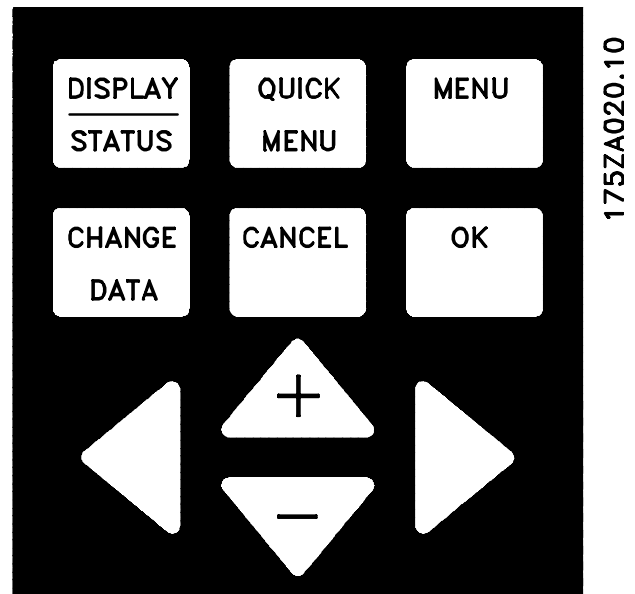 DISPLAY
STATUS
QUICK
MENU
MENU
CHANGE
DATA
CANCEL
OK
+
−
175ZA020.10